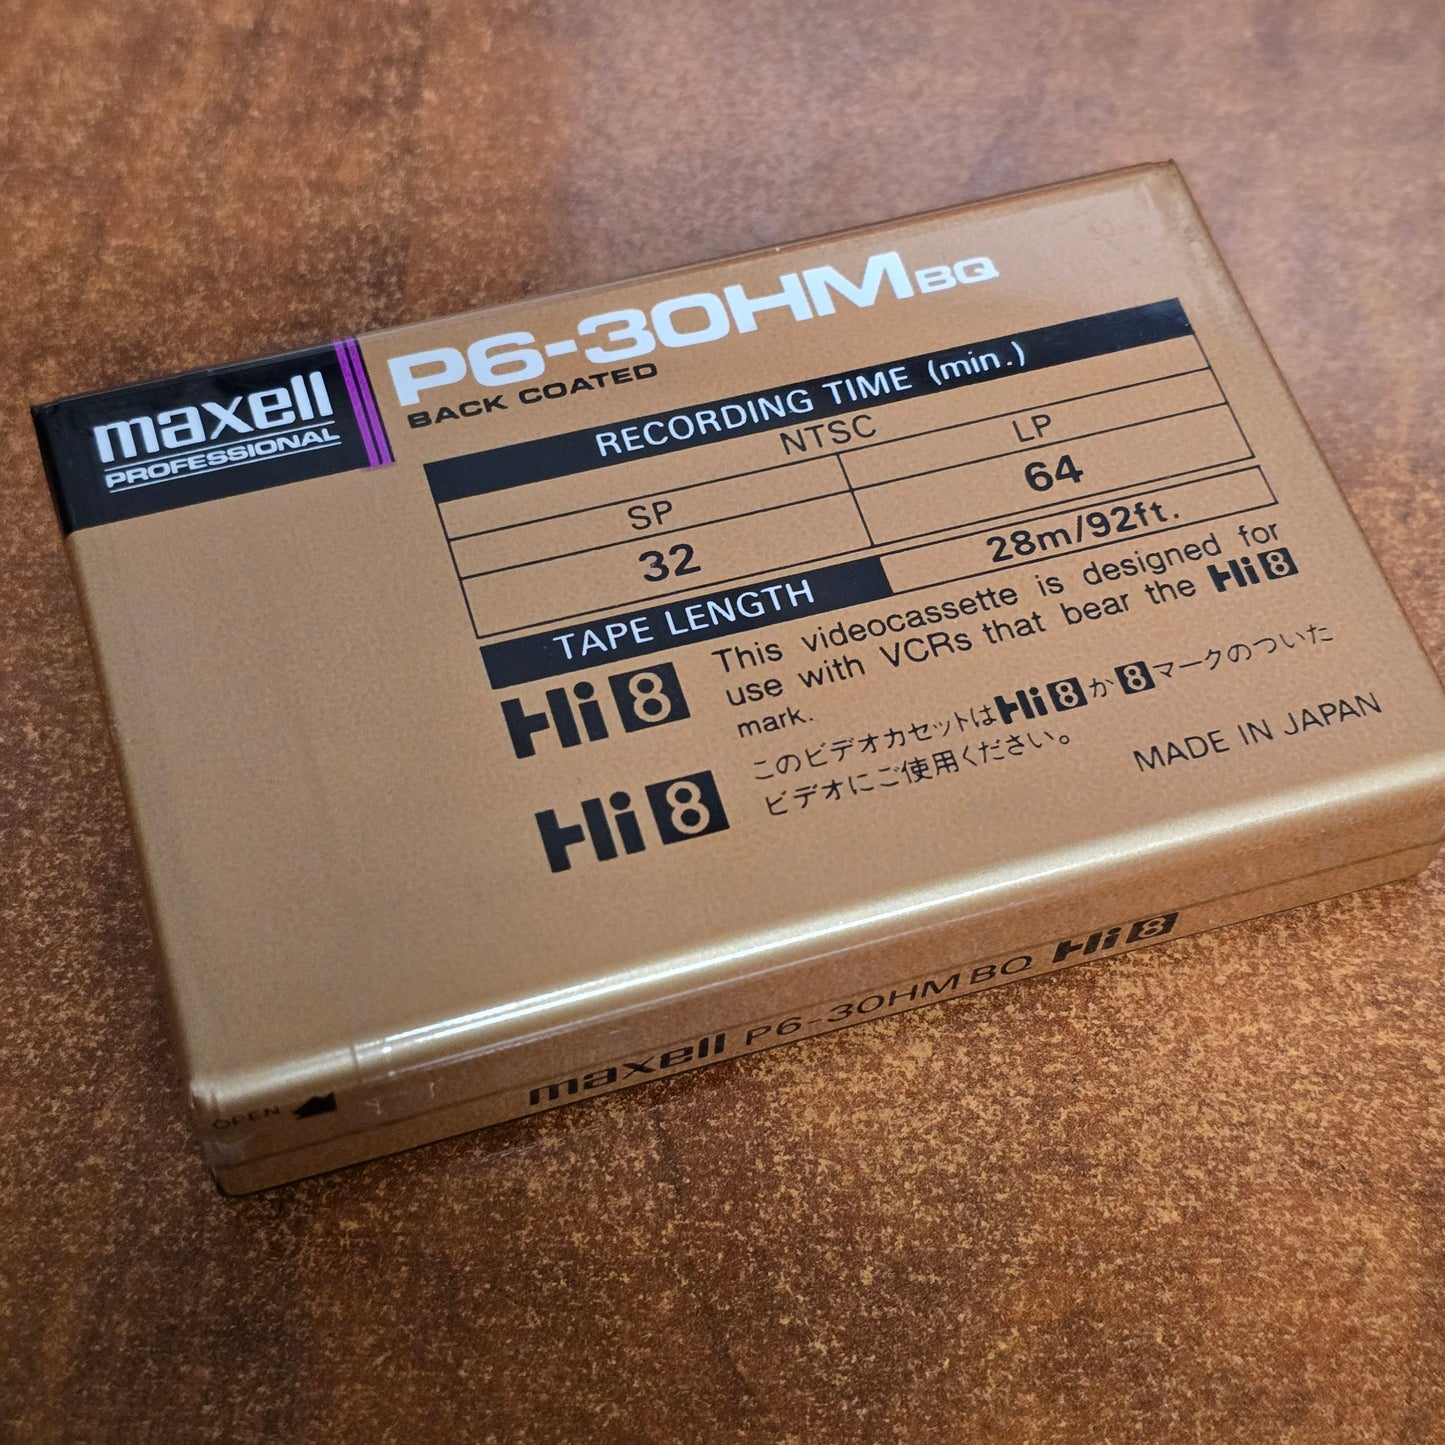 maxell
PROFESSIONAL
P6-30HMBQ
BACK COATED
RECORDING TIME (min.)
NTSC
SP LP
32 64
TAPE LENGTH 28m/92ft.
Hi8 This videocassette is designed for
use with VCRs that bear the Hi8
mark.
Hi8 このビデオカセットはHi8か8マークのついた
ビデオにご使用ください。
MADE IN JAPAN
OPEN
maxell P6-30HMBQ Hi8